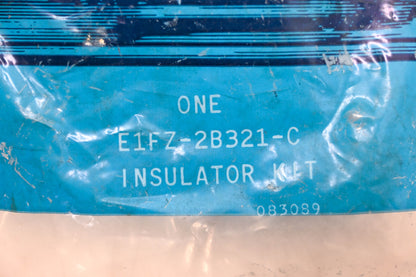 ONE
E1FZ-2B321-C
INSULATOR KIT
083089